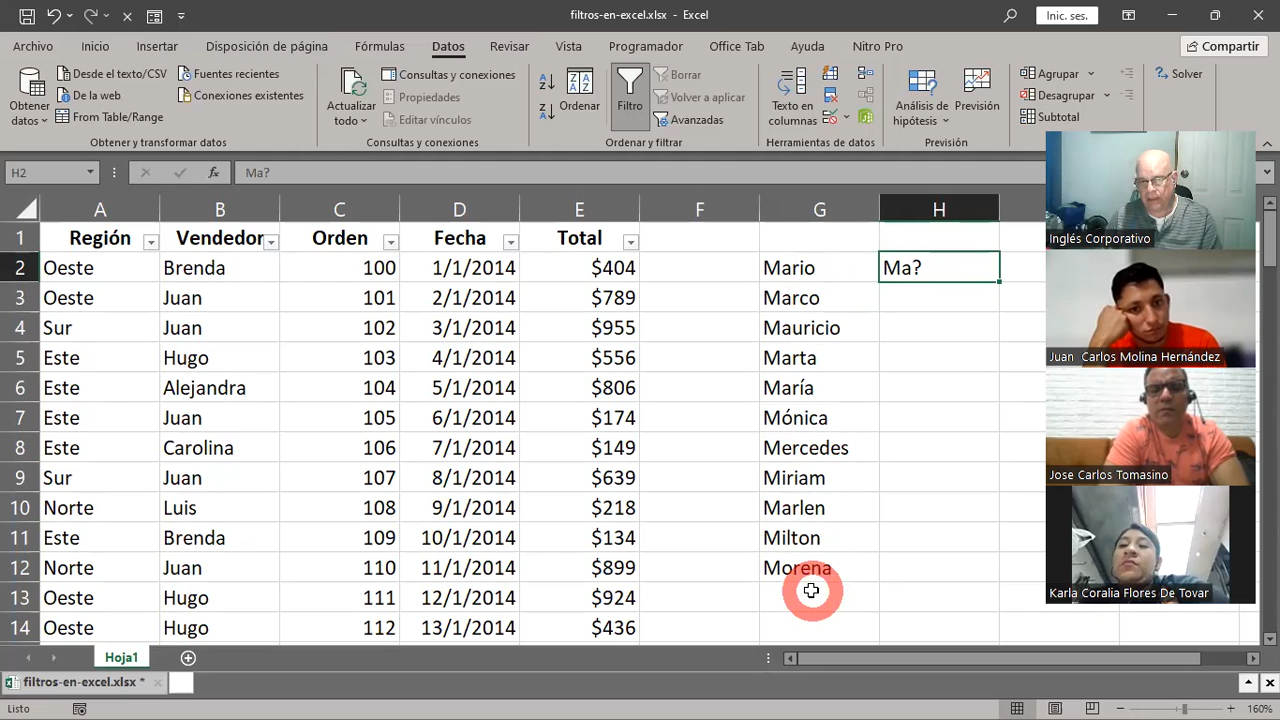 filtros-en-excel.xlsx - Excel
Inic. ses.
Archivo Inicio Insertar Disposición de página Fórmulas Datos Revisar Vista Programador Office Tab Ayuda Nitro Pro Compartir
Obtener datos
Desde el texto/CSV
De la web
From Table/Range
Fuentes recientes
Conexiones existentes
Obtener y transformar datos
Actualizar todo
Consultas y conexiones
Propiedades
Editar vínculos
Consultas y conexiones
Ordenar
Filtro
Borrar
Volver a aplicar
Avanzadas
Ordenar y filtrar
Texto en columnas
Herramientas de datos
Análisis de hipótesis
Previsión
Previsión
Agrupar
Desagrupar
Subtotal
Solver
H2 fx Ma?
A B C D E F G H
1 Región Vendedor Orden Fecha Total
2 Oeste Brenda 100 1/1/2014 $404 Mario Ma?
3 Oeste Juan 101 2/1/2014 $789 Marco
4 Sur Juan 102 3/1/2014 $955 Mauricio
5 Este Hugo 103 4/1/2014 $556 Marta
6 Este Alejandra 104 5/1/2014 $806 María
7 Este Juan 105 6/1/2014 $174 Mónica
8 Este Carolina 106 7/1/2014 $149 Mercedes
9 Sur Juan 107 8/1/2014 $639 Miriam
10 Norte Luis 108 9/1/2014 $218 Marlen
11 Este Brenda 109 10/1/2014 $134 Milton
12 Norte Juan 110 11/1/2014 $899 Morena
13 Oeste Hugo 111 12/1/2014 $924
14 Oeste Hugo 112 13/1/2014 $436
Inglés Corporativo
Juan Carlos Molina Hernández
Jose Carlos Tomasino
Karla Coralia Flores De Tovar
Hoja1
filtros-en-excel.xlsx *
Listo
160%